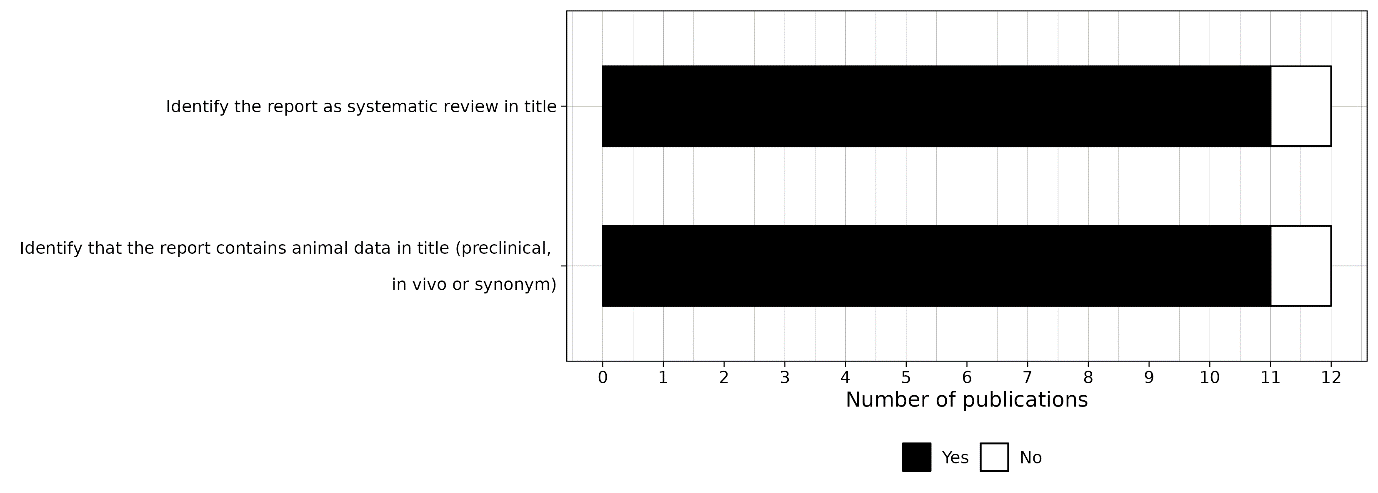 Identify the report as systematic review in title
Identify that the report contains animal data in title (preclinical,
in vivo or synonym)
0 1 2 3 4 5 6 7 8 9 10 11 12
Number of publications
Yes No